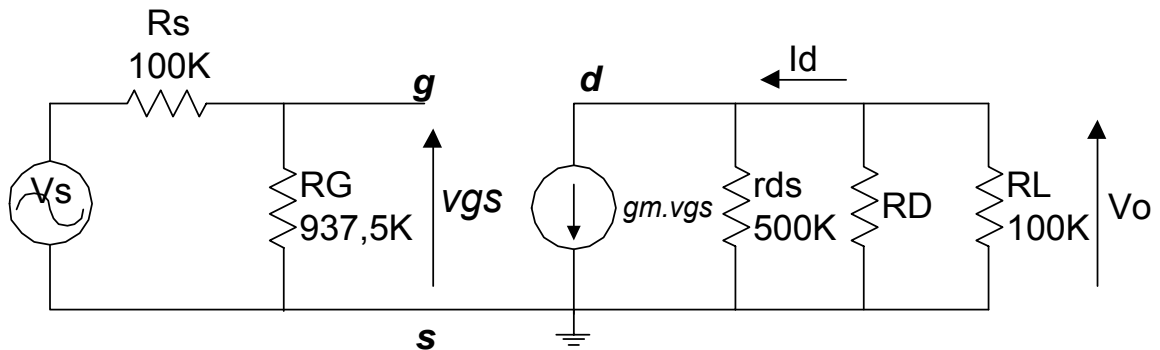 Rs
100K
g
d
Id
Vs
RG
937,5K
vgs
gm.vgs
rds
500K
RD
RL
100K
Vo
s